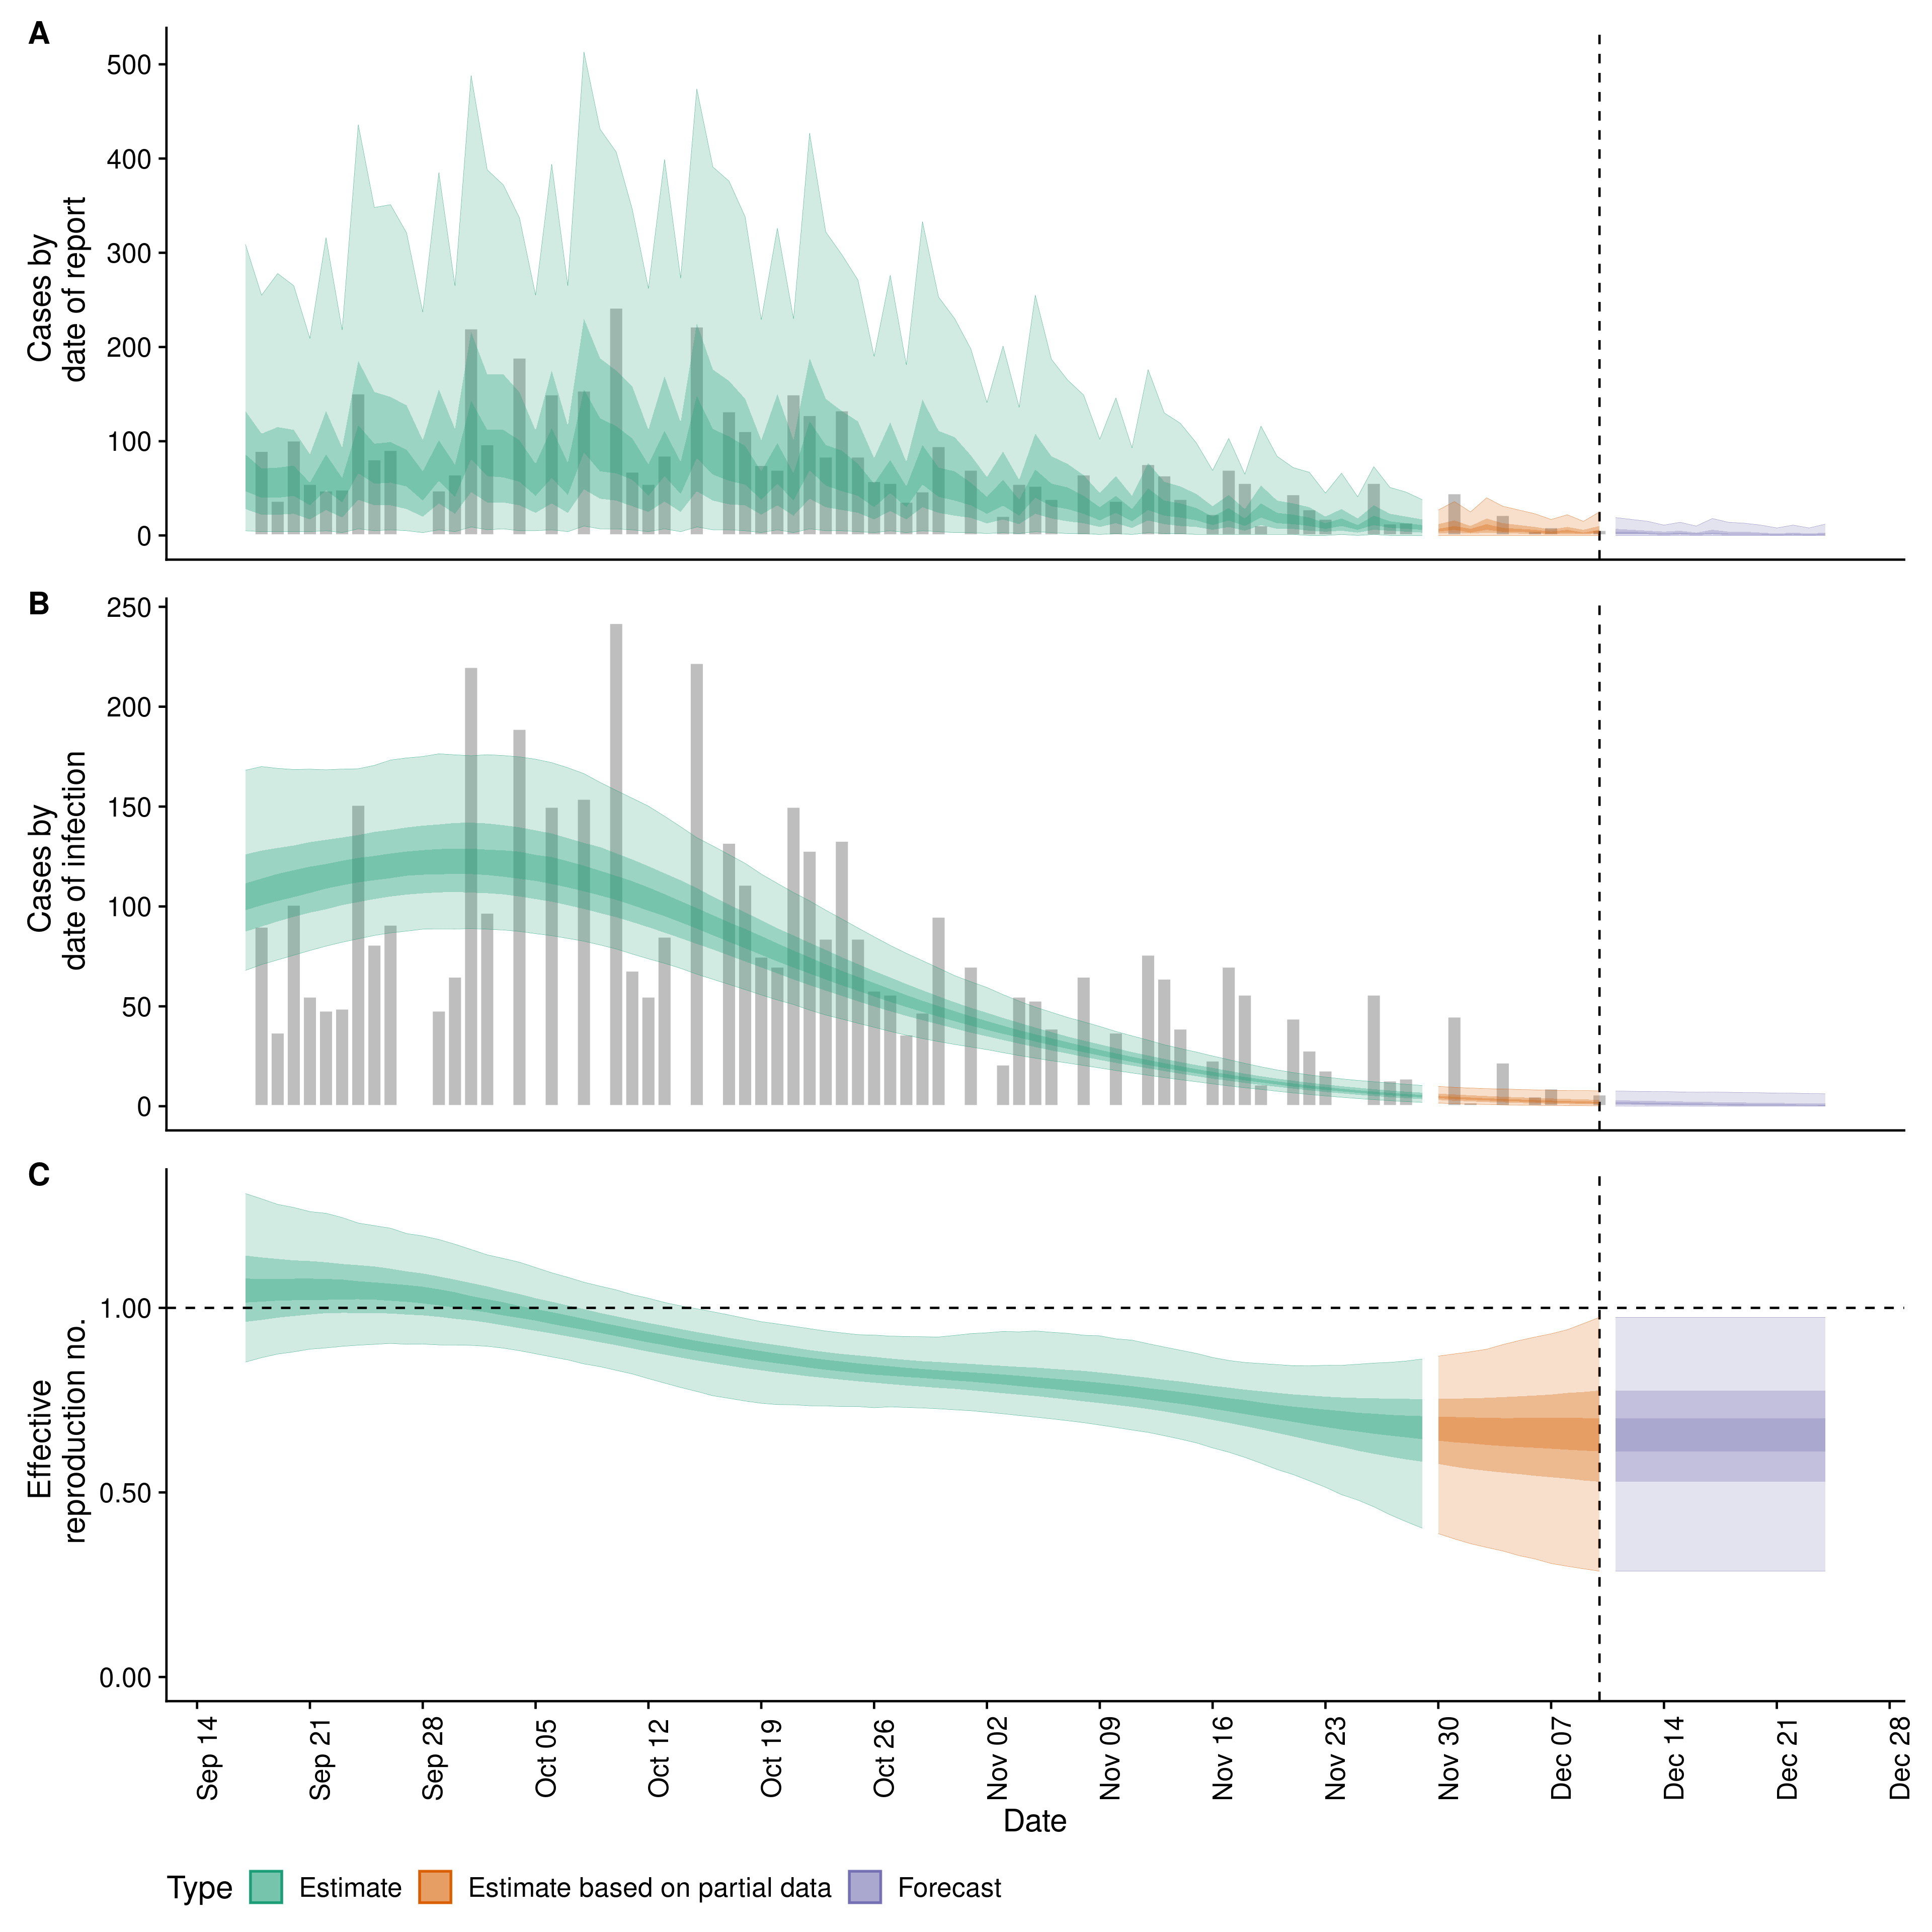 A
500
400
300
200
100
0
Cases by
date of report
B
250
200
150
100
50
0
Cases by
date of infection
C
1.00
0.50
0.00
Effective
reproduction no.
Sep 14
Sep 21
Sep 28
Oct 05
Oct 12
Oct 19
Oct 26
Nov 02
Nov 09
Nov 16
Nov 23
Nov 30
Dec 07
Dec 14
Dec 21
Dec 28
Date
Type Estimate Estimate based on partial data Forecast